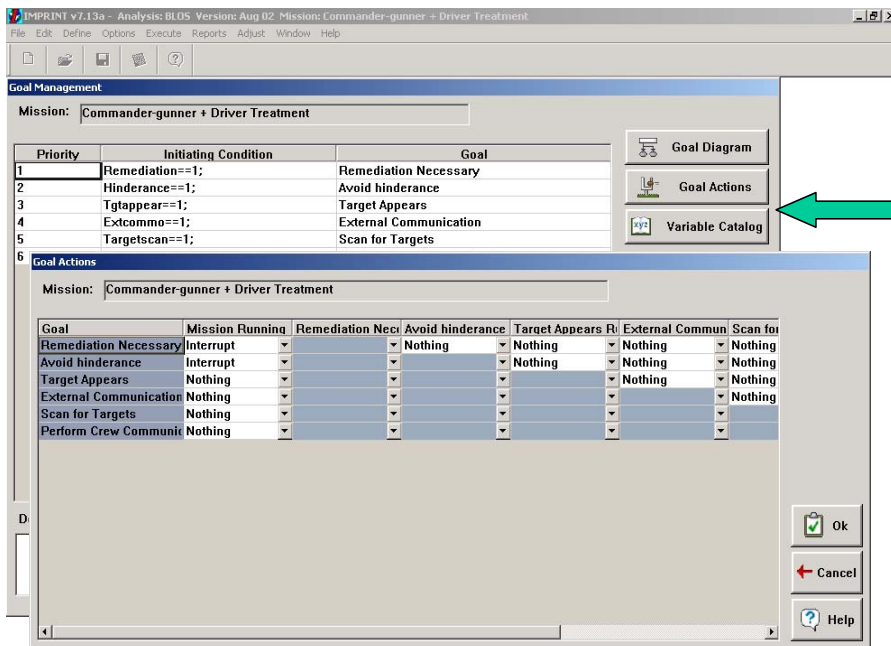 IMPRINT v7.13a - Analysis: BLOS Version: Aug 02 Mission: Commander-gunner + Driver Treatment
File Edit Define Options Execute Reports Adjust Window Help
Goal Management
Mission: Commander-gunner + Driver Treatment
Priority Initiating Condition Goal
1 Remediation==1; Remediation Necessary
2 Hinderance==1; Avoid hinderance
3 Tgtappear==1; Target Appears
4 Extcommo==1; External Communication
5 Targetscan==1; Scan for Targets
6
Goal Diagram
Goal Actions
xyz Variable Catalog
Goal Actions
Mission: Commander-gunner + Driver Treatment
Goal Mission Running Remediation Nece Avoid hinderance Target Appears R External Commun Scan for
Remediation Necessary Interrupt Nothing Nothing Nothing Nothing
Avoid hinderance Interrupt Nothing Nothing Nothing
Target Appears Nothing Nothing Nothing
External Communication Nothing Nothing
Scan for Targets Nothing
Perform Crew Communic Nothing
D
Ok
Cancel
Help